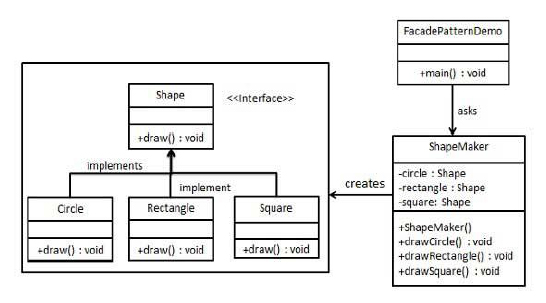 FacadePatternDemo
+main() : void
asks
Shape
<<Interface>>
+draw() : void
implements
implement
Circle
+draw() : void
Rectangle
+draw() : void
Square
+draw() : void
creates
ShapeMaker
-circle : Shape
-rectangle : Shape
-square: Shape
+ShapeMaker()
+drawCircle() : void
+drawRectangle() : void
+drawSquare() : void